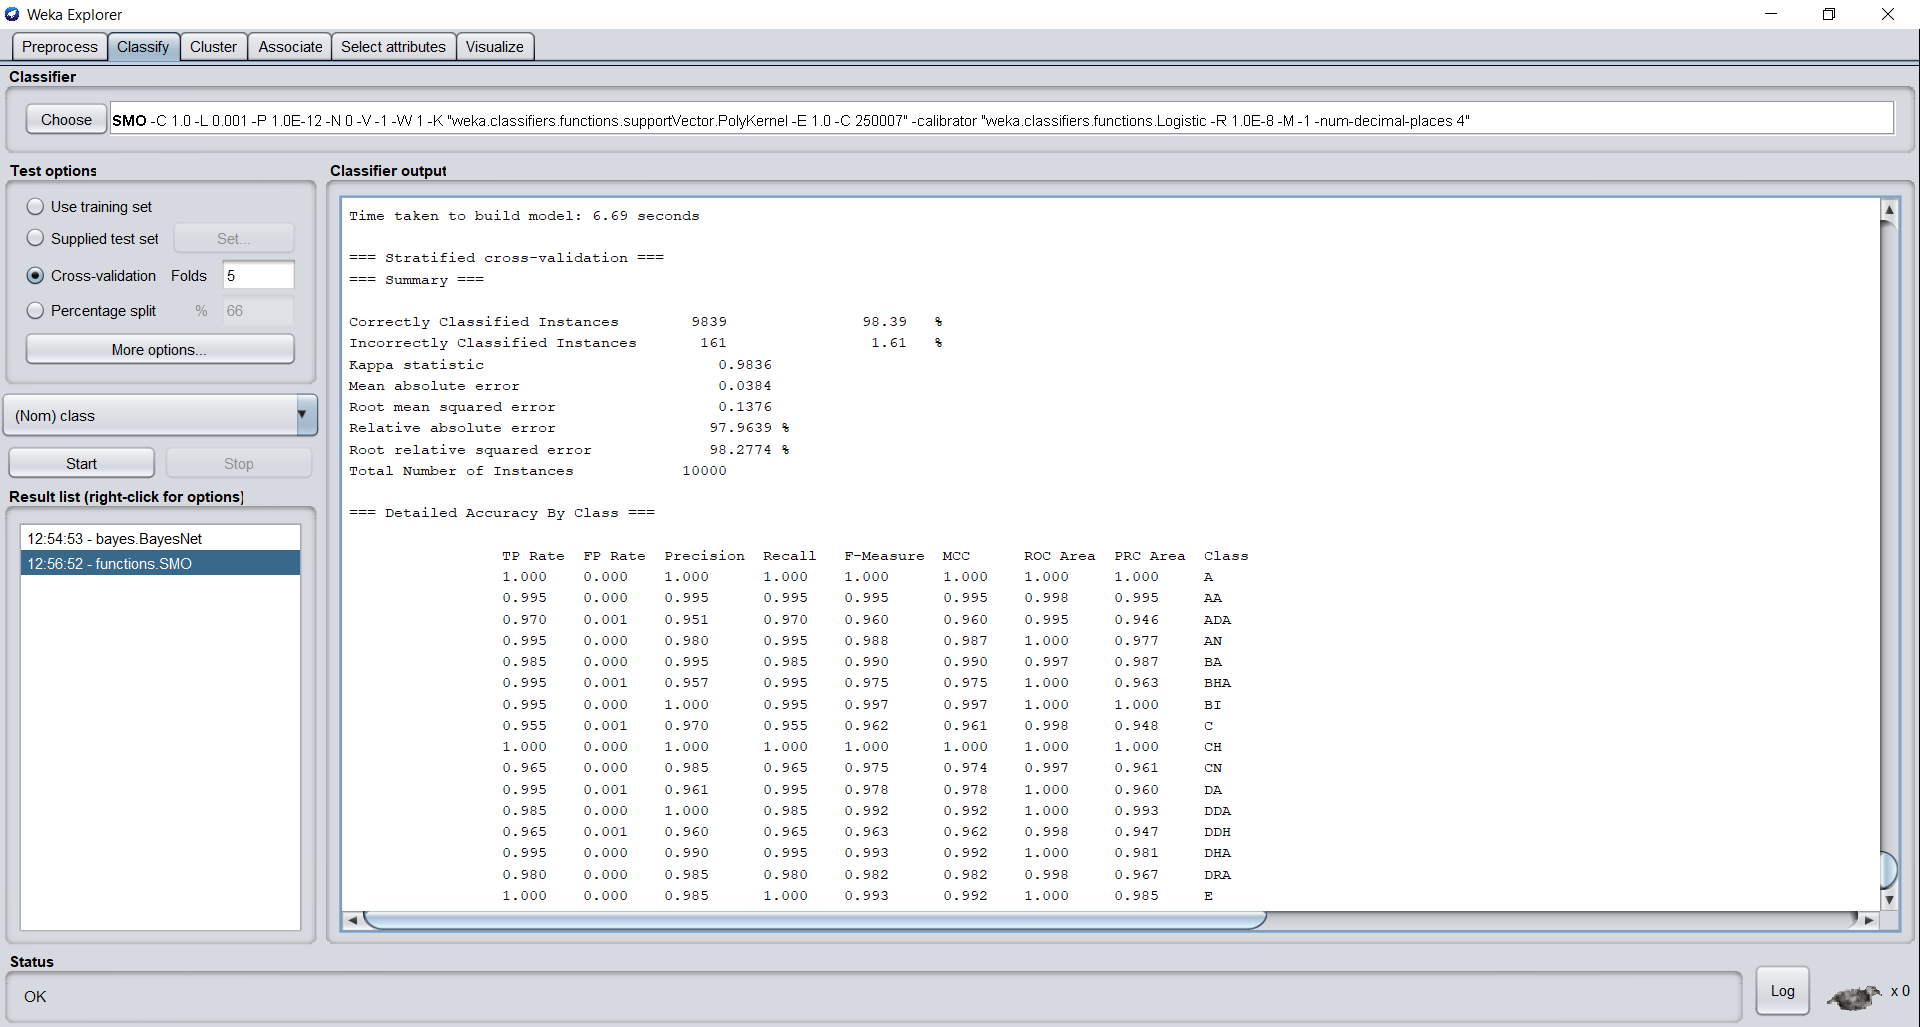 Weka Explorer
Preprocess Classify Cluster Associate Select attributes Visualize
Classifier
Choose SMO -C 1.0 -L 0.001 -P 1.0E-12 -N 0 -V -1 -W 1 -K "weka.classifiers.functions.supportVector.PolyKernel -E 1.0 -C 250007" -calibrator "weka.classifiers.functions.Logistic -R 1.0E-8 -M -1 -num-decimal-places 4"
Test options
Use training set
Supplied test set Set...
Cross-validation Folds 5
Percentage split % 66
More options...
(Nom) class
Start Stop
Result list (right-click for options)
12:54:53 - bayes.BayesNet
12:56:52 - functions.SMO
Classifier output
Time taken to build model: 6.69 seconds
=== Stratified cross-validation ===
=== Summary ===
Correctly Classified Instances 9839 98.39 %
Incorrectly Classified Instances 161 1.61 %
Kappa statistic 0.9836
Mean absolute error 0.0384
Root mean squared error 0.1376
Relative absolute error 97.9639 %
Root relative squared error 98.2774 %
Total Number of Instances 10000
=== Detailed Accuracy By Class ===
TP Rate FP Rate Precision Recall F-Measure MCC ROC Area PRC Area Class
1.000 0.000 1.000 1.000 1.000 1.000 1.000 1.000 A
0.995 0.000 0.995 0.995 0.995 0.995 0.998 0.995 AA
0.970 0.001 0.951 0.970 0.960 0.960 0.995 0.946 ADA
0.995 0.000 0.980 0.995 0.988 0.987 1.000 0.977 AN
0.985 0.000 0.995 0.985 0.990 0.990 0.997 0.987 BA
0.995 0.001 0.957 0.995 0.975 0.975 1.000 0.963 BHA
0.995 0.000 1.000 0.995 0.997 0.997 1.000 1.000 BI
0.955 0.001 0.970 0.955 0.962 0.961 0.998 0.948 C
1.000 0.000 1.000 1.000 1.000 1.000 1.000 1.000 CH
0.965 0.000 0.985 0.965 0.975 0.974 0.997 0.961 CN
0.995 0.001 0.961 0.995 0.978 0.978 1.000 0.960 DA
0.985 0.000 1.000 0.985 0.992 0.992 1.000 0.993 DDA
0.965 0.001 0.960 0.965 0.963 0.962 0.998 0.947 DDH
0.995 0.000 0.990 0.995 0.993 0.992 1.000 0.981 DHA
0.980 0.000 0.985 0.980 0.982 0.982 0.998 0.967 DRA
1.000 0.000 0.985 1.000 0.993 0.992 1.000 0.985 E
Status
OK
Log x 0